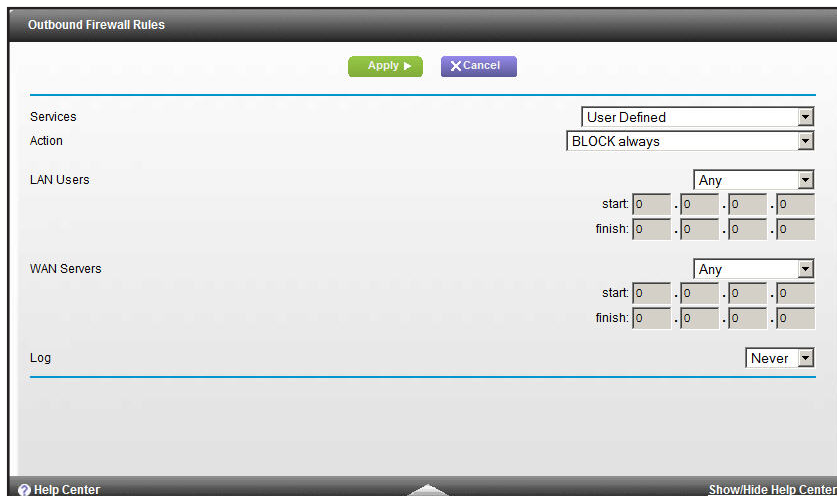 Outbound Firewall Rules
Apply Cancel
Services User Defined
Action BLOCK always
LAN Users Any
start: 0 . 0 . 0 . 0
finish: 0 . 0 . 0 . 0
WAN Servers Any
start: 0 . 0 . 0 . 0
finish: 0 . 0 . 0 . 0
Log Never
? Help Center Show/Hide Help Center